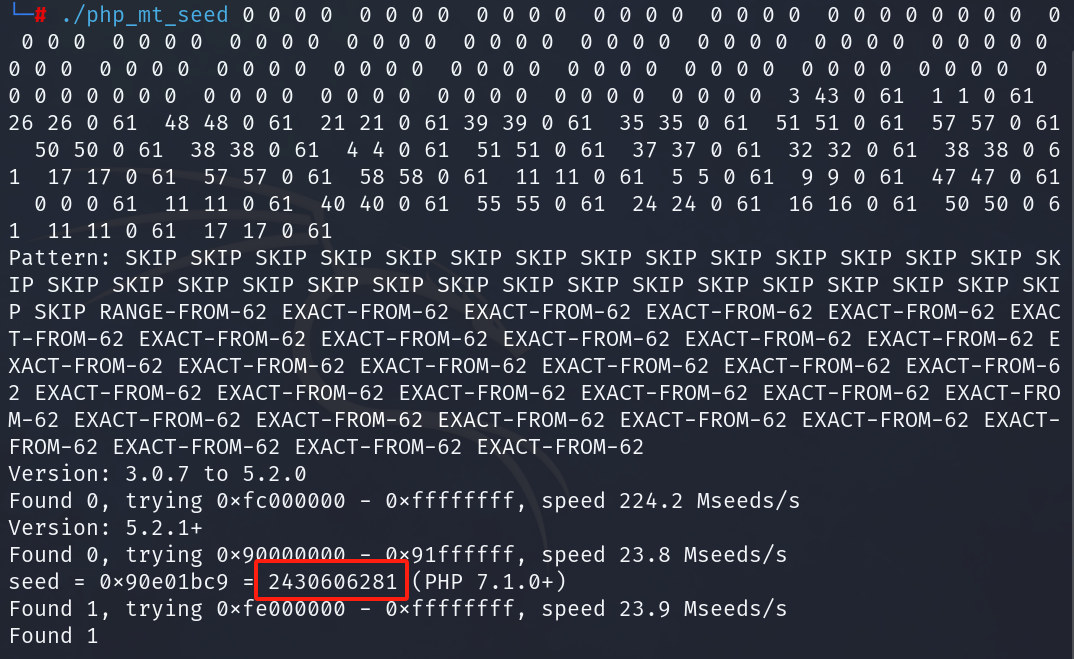 └─# ./php_mt_seed 0 0 0 0  0 0 0 0  0 0 0 0  0 0 0 0  0 0 0 0  0 0 0 0 0 0 0 0  0
 0 0 0  0 0 0 0  0 0 0 0  0 0 0 0  0 0 0 0  0 0 0 0  0 0 0 0  0 0 0 0  0 0 0 0 0
0 0 0  0 0 0 0  0 0 0 0  0 0 0 0  0 0 0 0  0 0 0 0  0 0 0 0  0 0 0 0  0 0 0 0  0
0 0 0 0 0 0 0  0 0 0 0  0 0 0 0  0 0 0 0  0 0 0 0  0 0 0 0  3 43 0 61  1 1 0 61
26 26 0 61  48 48 0 61  21 21 0 61 39 39 0 61  35 35 0 61  51 51 0 61  57 57 0 61
  50 50 0 61  38 38 0 61  4 4 0 61  51 51 0 61  37 37 0 61  32 32 0 61  38 38 0 6
1  17 17 0 61  57 57 0 61  58 58 0 61  11 11 0 61  5 5 0 61  9 9 0 61  47 47 0 61
  0 0 0 61  11 11 0 61  40 40 0 61  55 55 0 61  24 24 0 61  16 16 0 61  50 50 0 6
1  11 11 0 61  17 17 0 61
Pattern: SKIP SKIP SKIP SKIP SKIP SKIP SKIP SKIP SKIP SKIP SKIP SKIP SKIP SKIP SK
IP SKIP SKIP SKIP SKIP SKIP SKIP SKIP SKIP SKIP SKIP SKIP SKIP SKIP SKIP SKIP SKI
P SKIP RANGE-FROM-62 EXACT-FROM-62 EXACT-FROM-62 EXACT-FROM-62 EXACT-FROM-62 EXAC
T-FROM-62 EXACT-FROM-62 EXACT-FROM-62 EXACT-FROM-62 EXACT-FROM-62 EXACT-FROM-62 E
XACT-FROM-62 EXACT-FROM-62 EXACT-FROM-62 EXACT-FROM-62 EXACT-FROM-62 EXACT-FROM-6
2 EXACT-FROM-62 EXACT-FROM-62 EXACT-FROM-62 EXACT-FROM-62 EXACT-FROM-62 EXACT-FRO
M-62 EXACT-FROM-62 EXACT-FROM-62 EXACT-FROM-62 EXACT-FROM-62 EXACT-FROM-62 EXACT-
FROM-62 EXACT-FROM-62 EXACT-FROM-62 EXACT-FROM-62
Version: 3.0.7 to 5.2.0
Found 0, trying 0×fc000000 - 0×ffffffff, speed 224.2 Mseeds/s
Version: 5.2.1+
Found 0, trying 0×90000000 - 0×91ffffff, speed 23.8 Mseeds/s
seed = 0×90e01bc9 = 2430606281 (PHP 7.1.0+)
Found 1, trying 0×fe000000 - 0×ffffffff, speed 23.9 Mseeds/s
Found 1